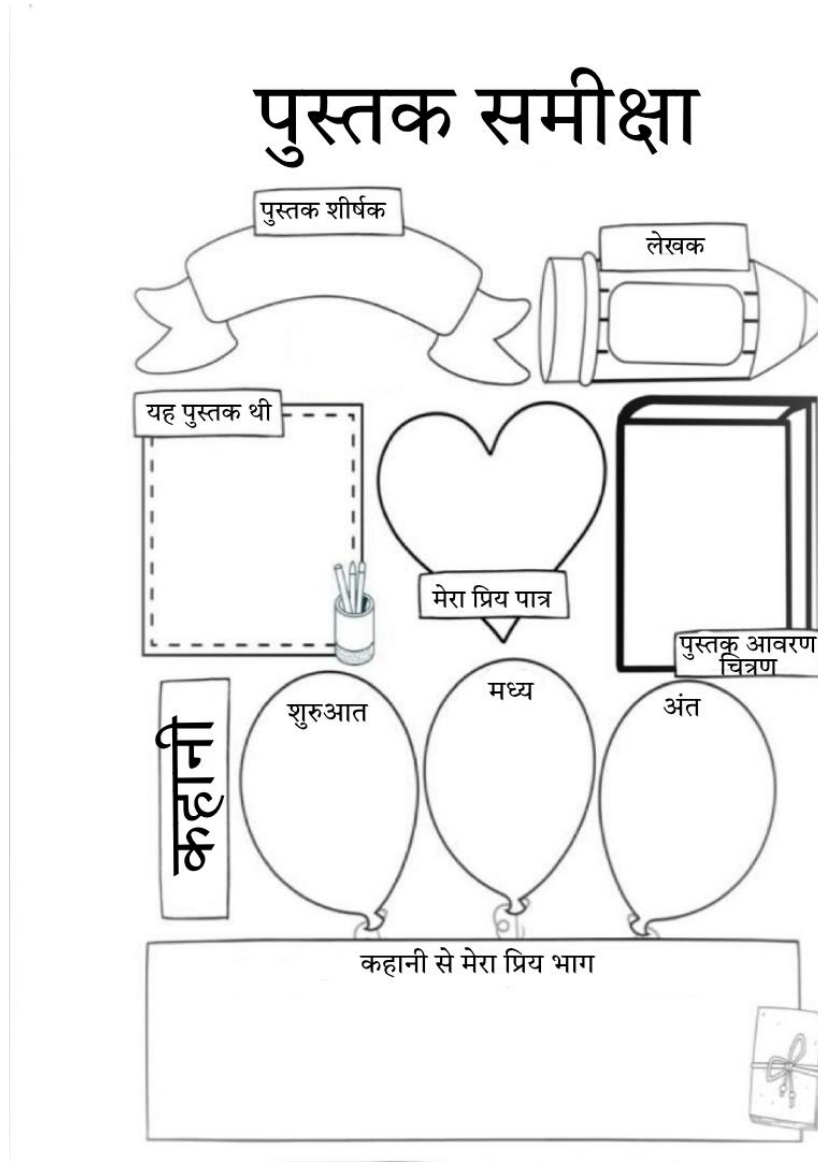 पुस्तक समीक्षा
पुस्तक शीर्षक
लेखक
यह पुस्तक थी
मेरा प्रिय पात्र
पुस्तक आवरण
चित्रण
कहानी
शुरुआत
मध्य
अंत
कहानी से मेरा प्रिय भाग